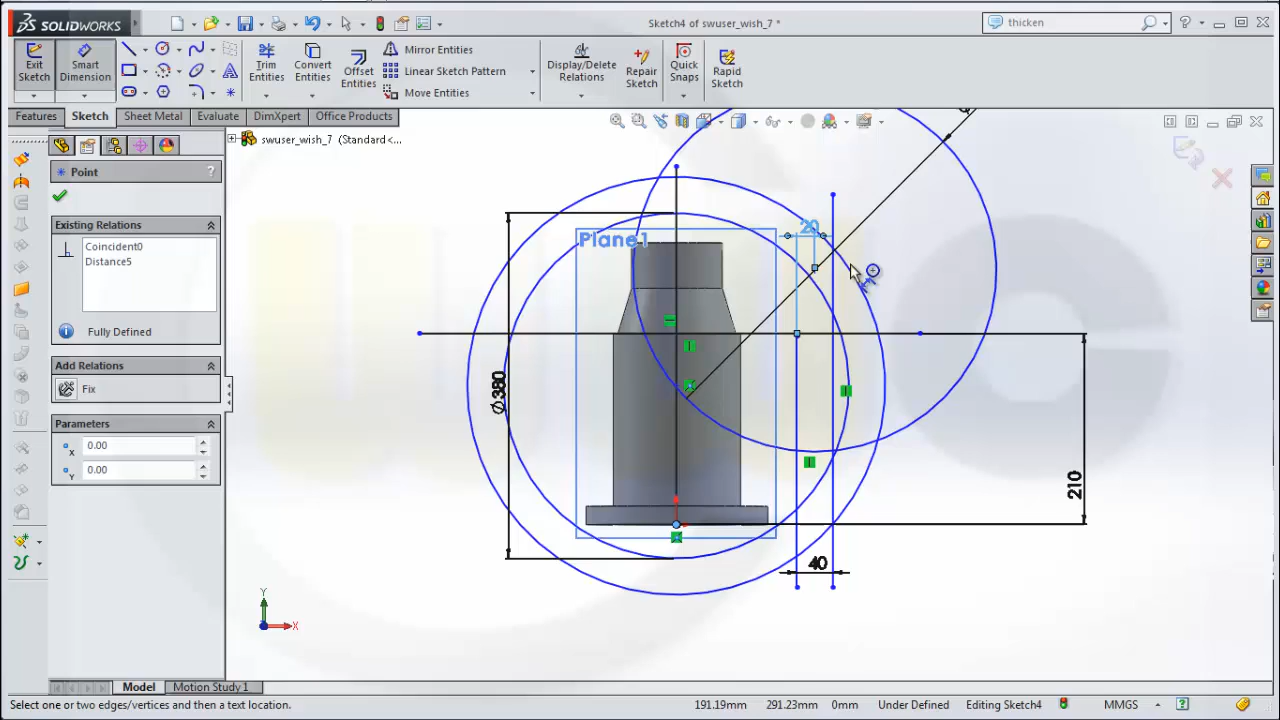 SOLIDWORKS
Sketch4 of swuser_wish_7 *
thicken
Exit Sketch
Smart Dimension
Trim Entities
Convert Entities
Offset Entities
Mirror Entities
Linear Sketch Pattern
Move Entities
Display/Delete Relations
Repair Sketch
Quick Snaps
Rapid Sketch
Features
Sketch
Sheet Metal
Evaluate
DimXpert
Office Products
swuser_wish_7 (Standard<...
Point
?
Existing Relations
Coincident0
Distance5
Fully Defined
Add Relations
Fix
Parameters
x 0.00
Y 0.00
Plane1
20
Ø380
210
40
Y
X
Model
Motion Study1
Select one or two edges/vertices and then a text location.
191.19mm
291.23mm
0mm
Under Defined
Editing Sketch4
MMGS